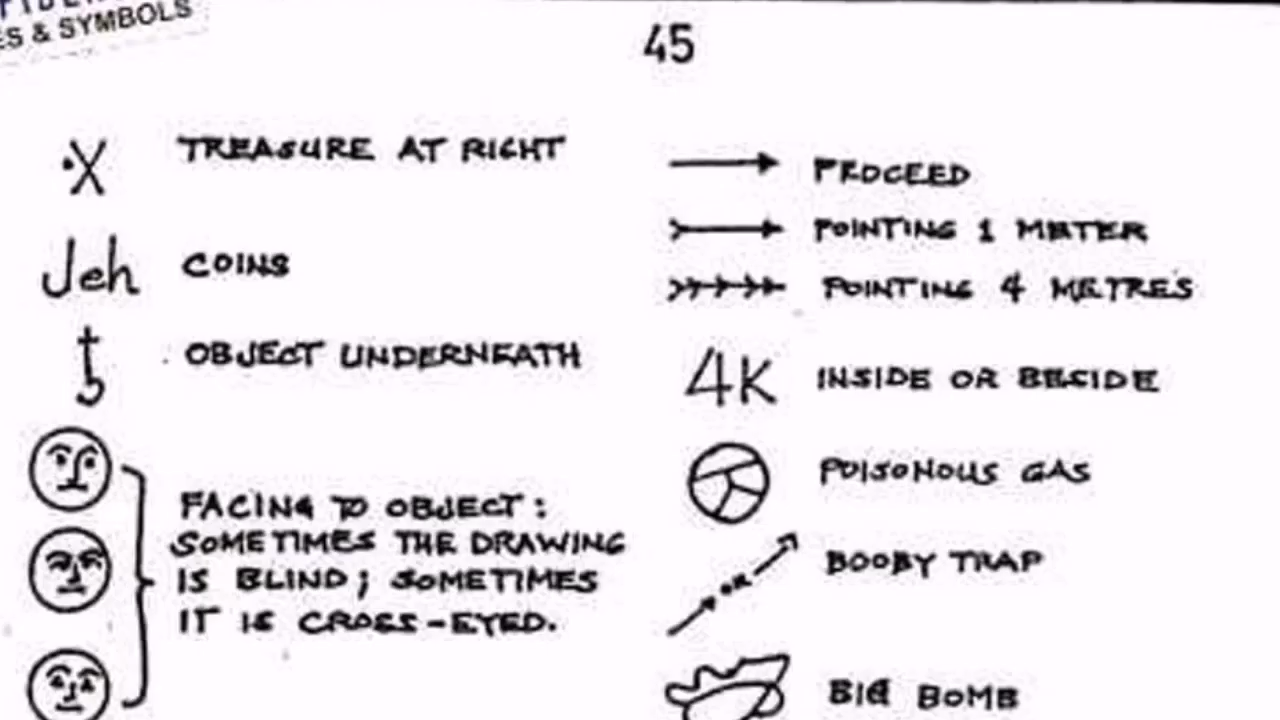 ES & SYMBOLS
45
•X TREASURE AT RIGHT
Jeh COINS
OBJECT UNDERNEATH
FACING TO OBJECT:
SOMETIMES THE DRAWING
IS BLIND; SOMETIMES
IT IS CROSS-EYED.
PROCEED
POINTING 1 METER
POINTING 4 METRES
4K INSIDE OR BESIDE
POISONOUS GAS
OR
BOOBY TRAP
BIG BOMB